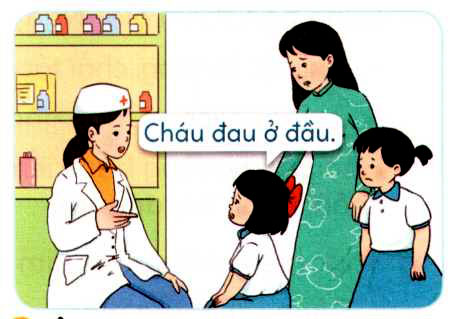 Cháu đau ở đầu.